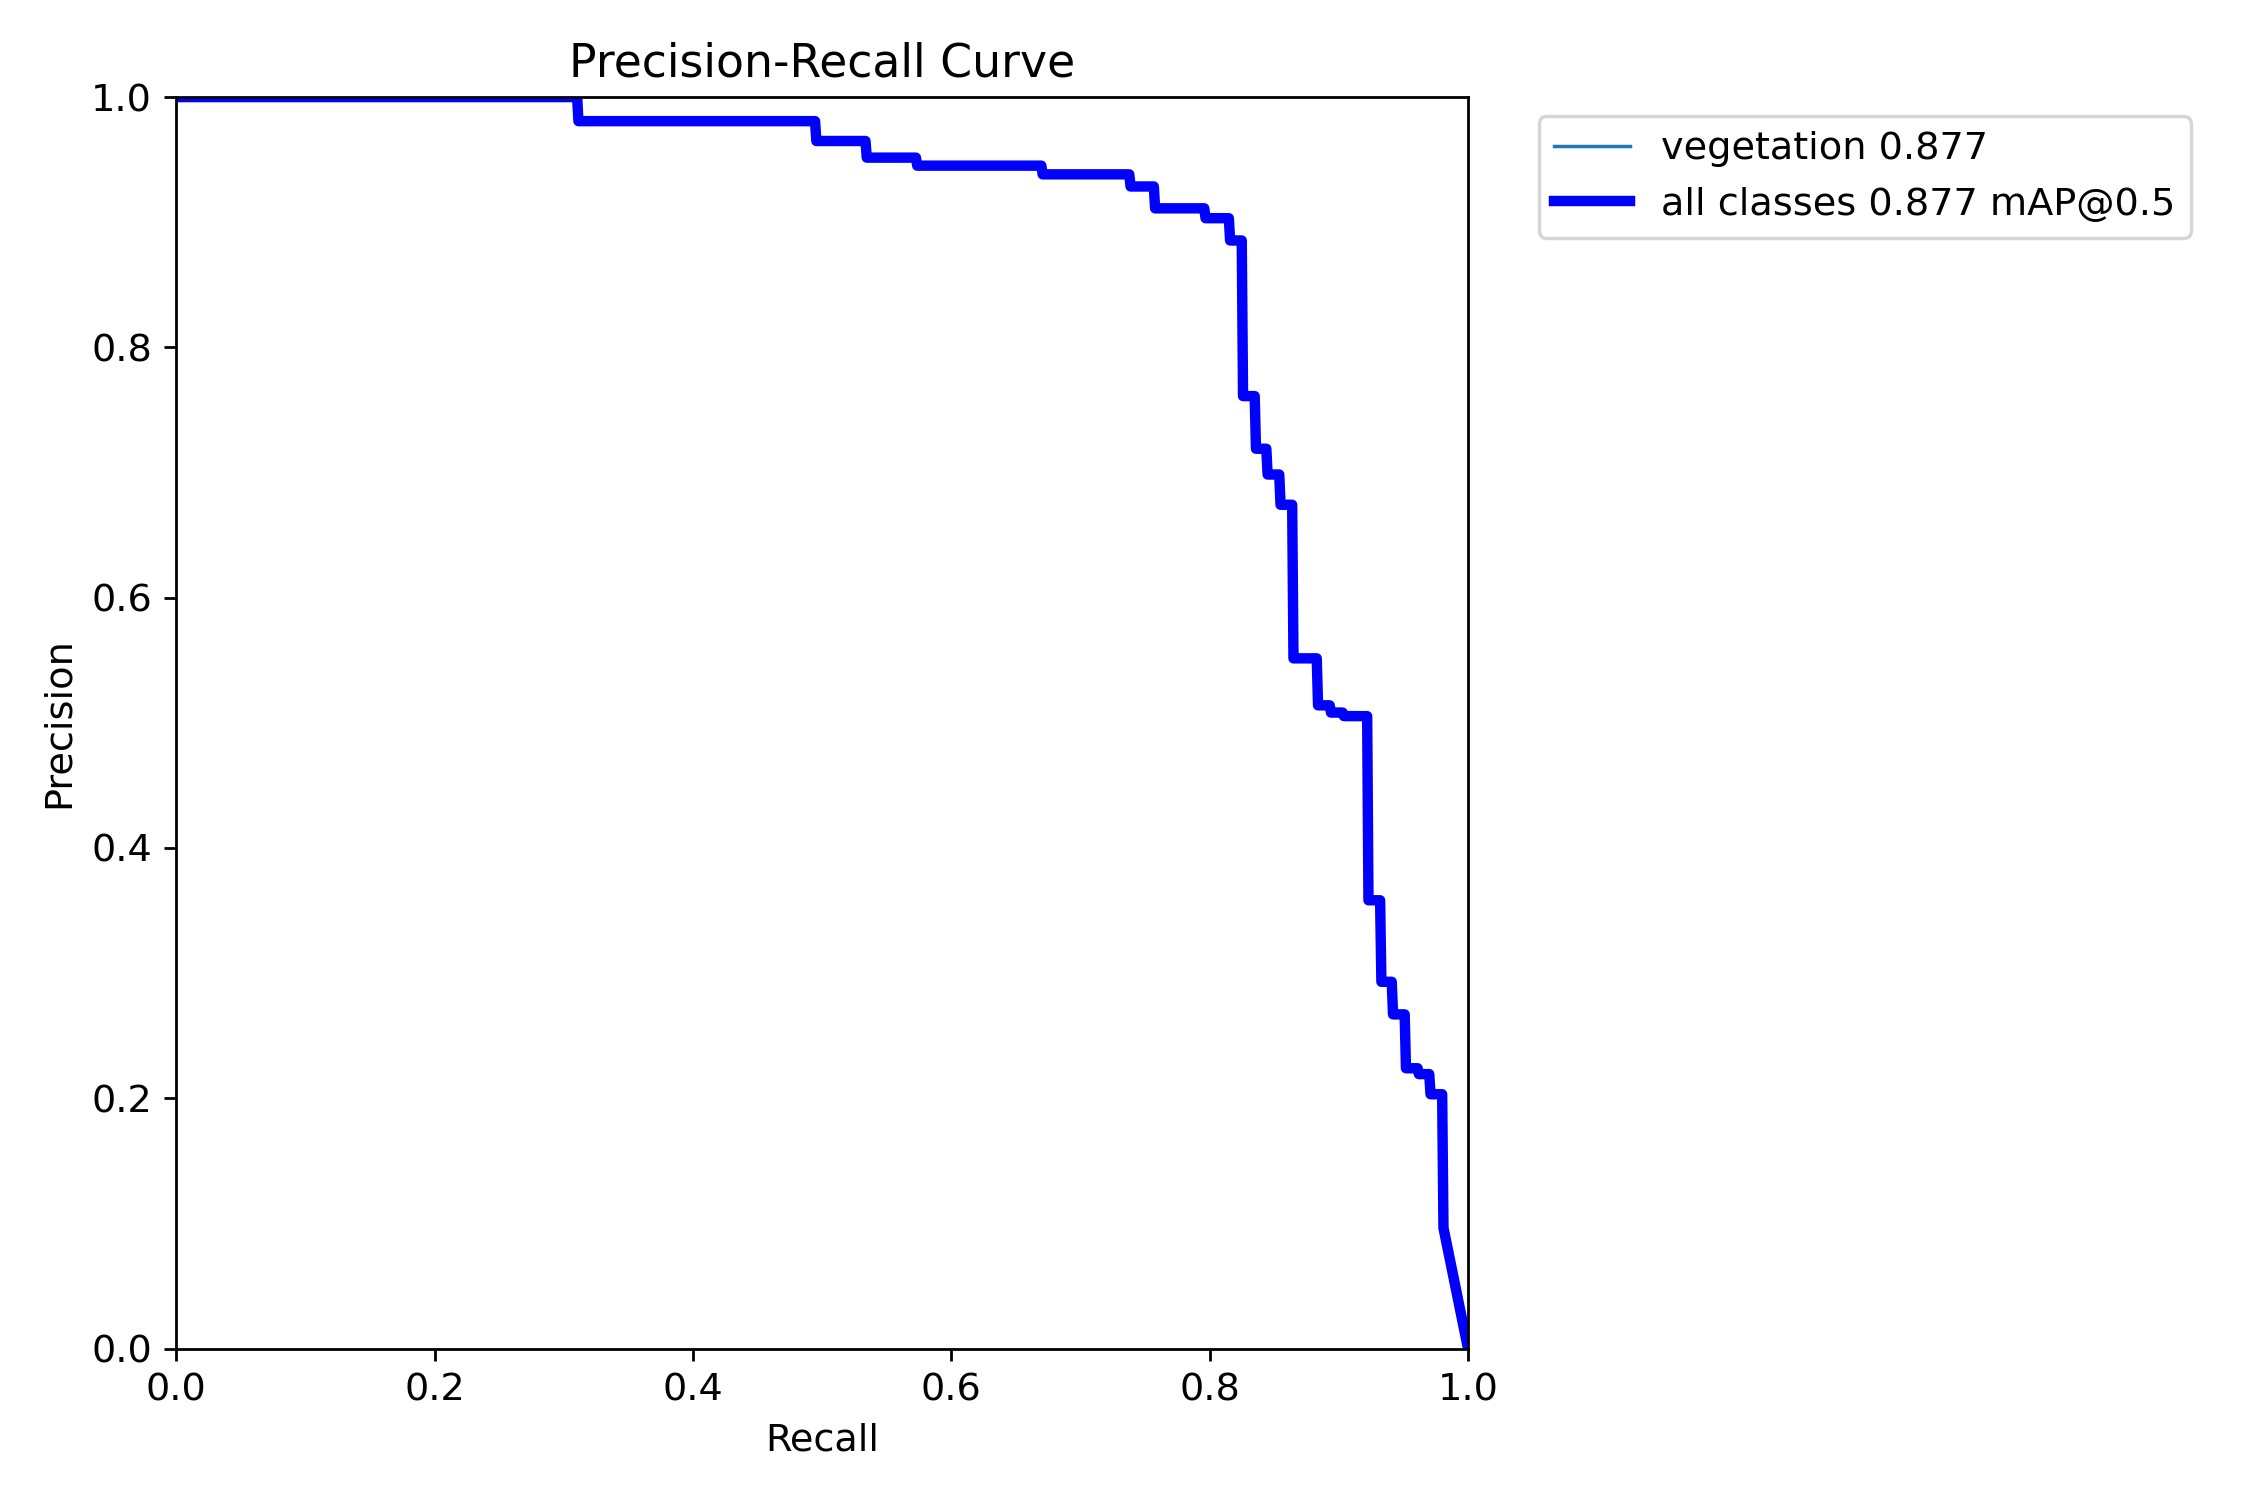 Precision-Recall Curve
1.0
0.8
0.6
0.4
0.2
0.0
Precision
0.0 0.2 0.4 0.6 0.8 1.0
Recall
vegetation 0.877
all classes 0.877 mAP@0.5